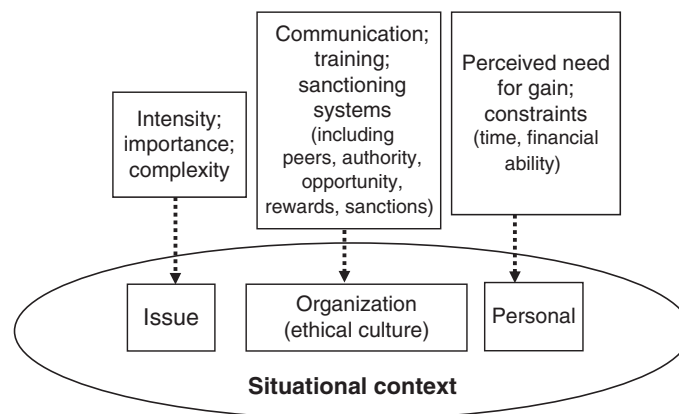 Intensity;
importance;
complexity
Communication;
training;
sanctioning
systems
(including
peers, authority,
opportunity,
rewards, sanctions)
Perceived need
for gain;
constraints
(time, financial
ability)
Issue
Organization
(ethical culture)
Personal
Situational context